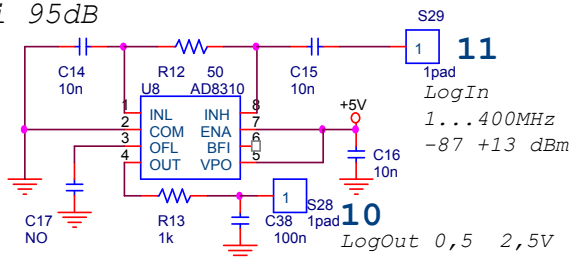 i 95dB
S29
1
11
C14
10n
R12 50
C15
10n
1pad
LogIn
1...400MHz
-87 +13 dBm
U8 AD8310
1 INL INH 8
2 COM ENA 7
3 OFL BFI 6
4 OUT VPO 5
+5V
C16
10n
C17
NO
R13
1k
C38
100n
1
S28
1pad
10
LogOut 0,5 2,5V